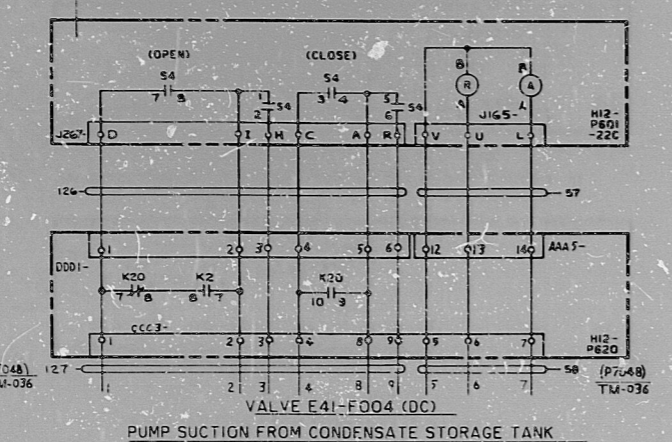 (OPEN) (CLOSE)
S4 S4
7 8 1 3 4 5 B R
2 S4 6 S4 R A
R A
J165-
H12-
P601
-22C
J267- D I H C A R V U L
126 57
1 2 3 4 5 6 12 13 14 AAA5-
DDD1-
K20 K2 K20
7 8 8 7 10 9
CCC3-
1 2 3 4 8 9 5 6 7
H12-
P620
127 58
(P7048)
TM-036
1 2 3 4 8 9 5 6 7
VALVE E41-F004 (DC)
PUMP SUCTION FROM CONDENSATE STORAGE TANK